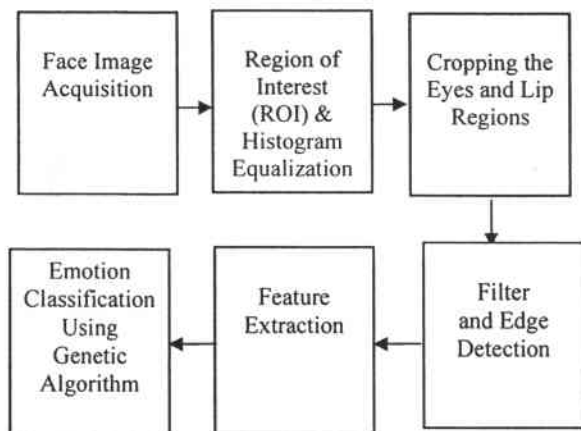 Face Image
Acquisition
Region of
Interest
(ROI) &
Histogram
Equalization
Cropping the
Eyes and Lip
Regions
Filter
and Edge
Detection
Feature
Extraction
Emotion
Classification
Using
Genetic
Algorithm